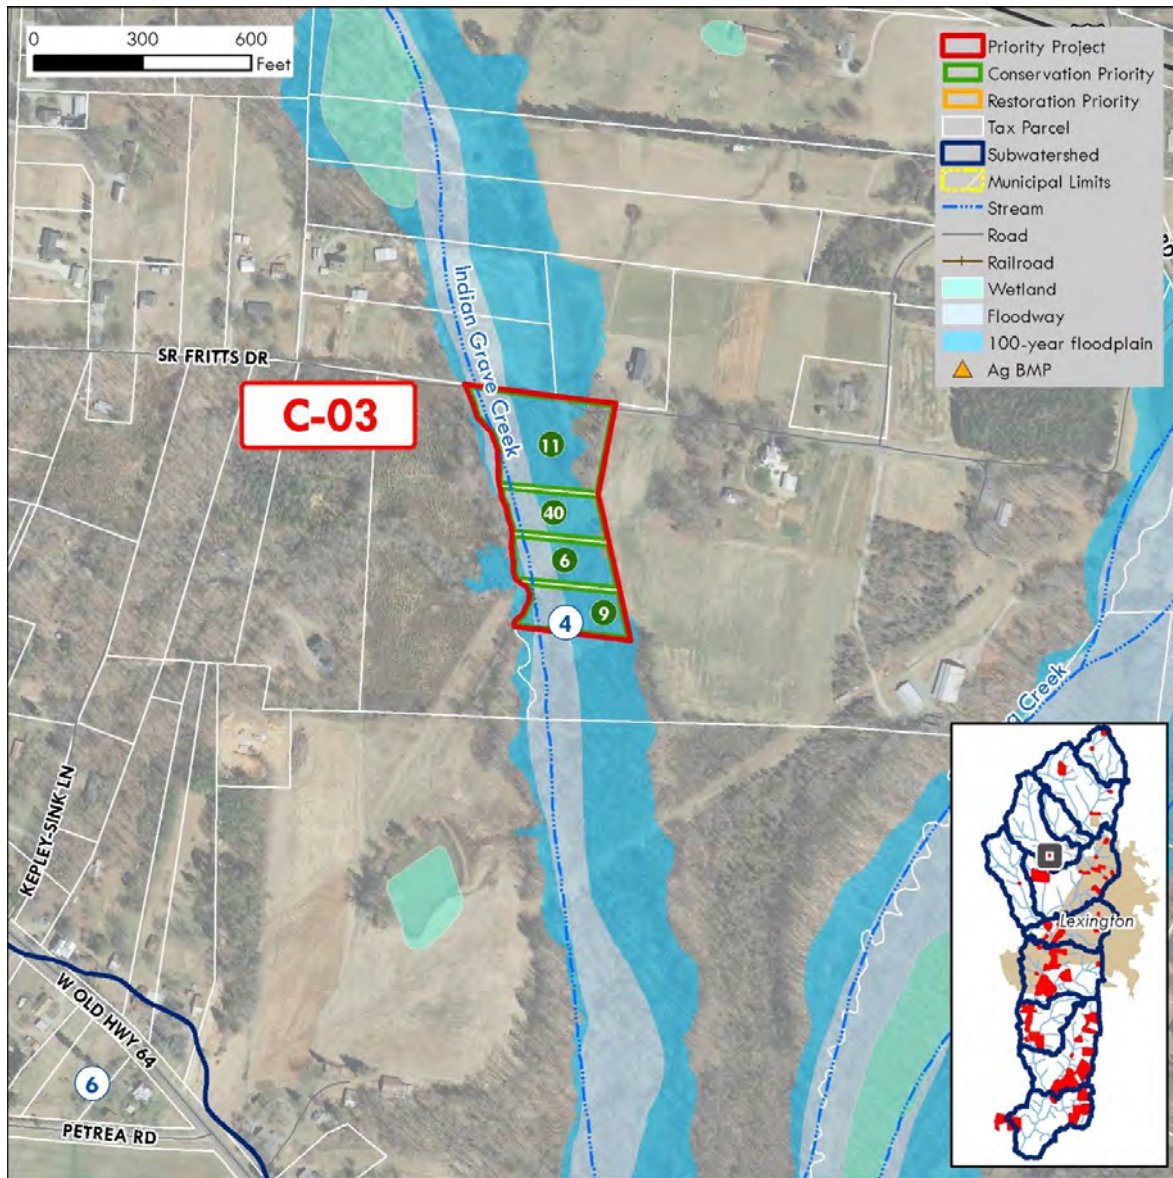 0 300 600
Feet
Priority Project
Conservation Priority
Restoration Priority
Tax Parcel
Subwatershed
Municipal Limits
Stream
Road
Railroad
Wetland
Floodway
100-year floodplain
Ag BMP
SR FRITTS DR
C-03
Indian Grave Creek
11
40
6
9
4
Creek
KEPLEY-SINK LN
W OLD HWY 64
6
PETREA RD
Lexington